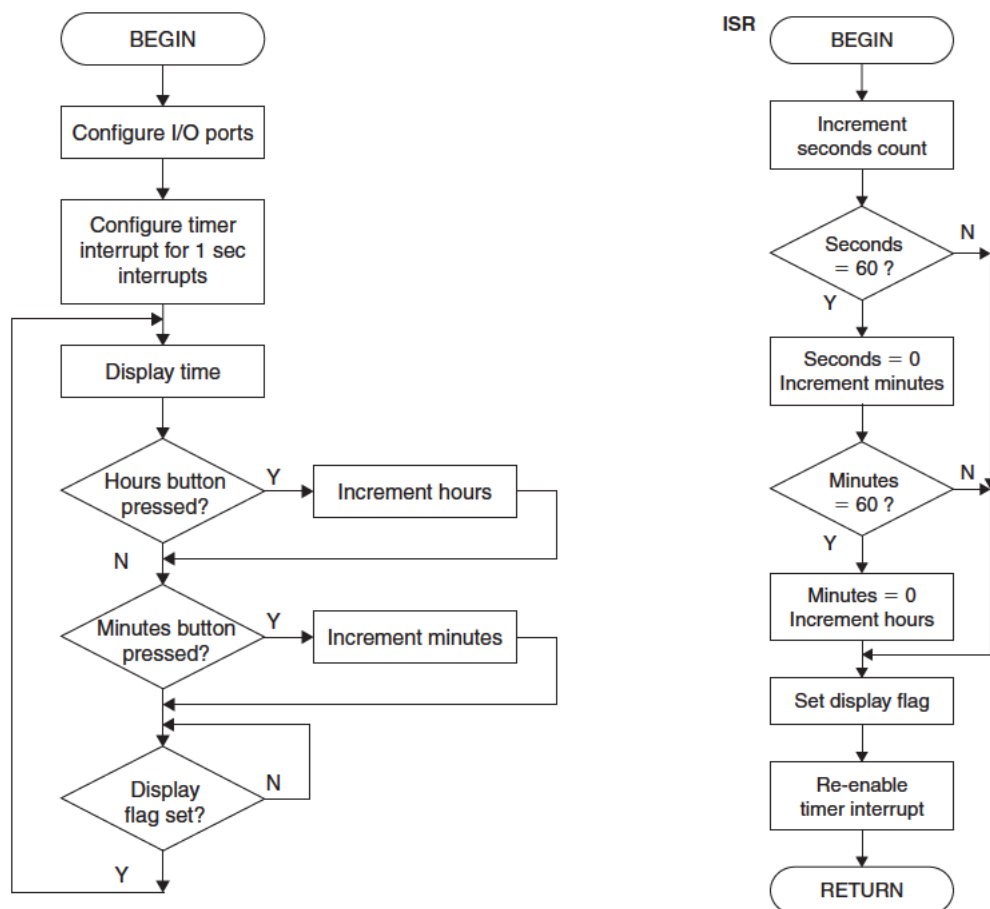 BEGIN
Configure I/O ports
Configure timer
interrupt for 1 sec
interrupts
Display time
Hours button
pressed?
Y
Increment hours
N
Minutes button
pressed?
Y
Increment minutes
Display
flag set?
N
Y
ISR
BEGIN
Increment
seconds count
Seconds
= 60 ?
N
Y
Seconds = 0
Increment minutes
Minutes
= 60 ?
N
Y
Minutes = 0
Increment hours
Set display flag
Re-enable
timer interrupt
RETURN